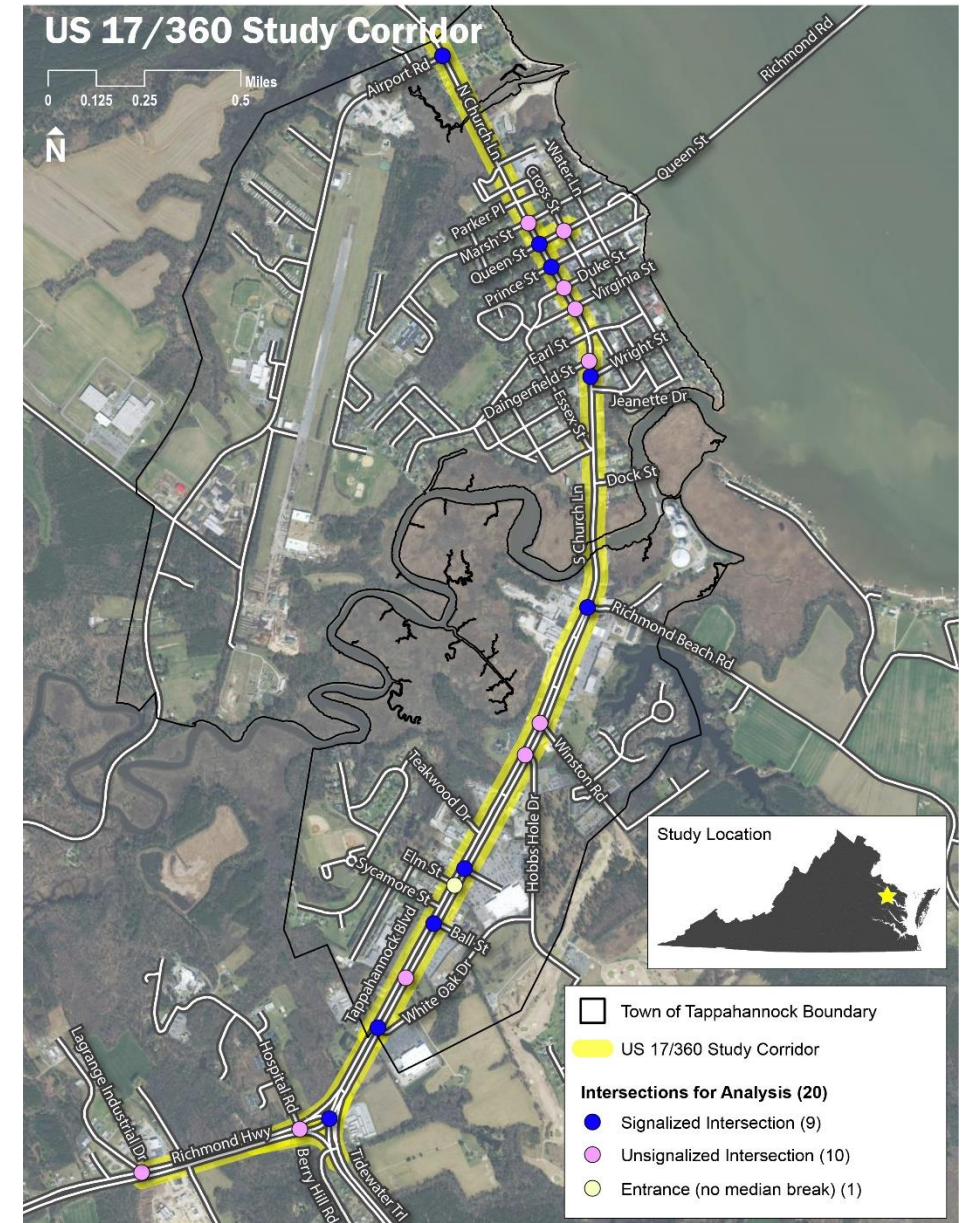 US 17/360 Study Corridor
Miles
0 0.125 0.25 0.5
N
Airport Rd
N Church Ln
Richmond Rd
Queen St
Water Ln
Cross St
Parker Pl
Marsh St
Queen St
Prince St
Duke St
Virginia St
Earl St
Wright St
Daingerfield St
Jeanette Dr
Essex St
Dock St
S Church Ln
Richmond Beach Rd
Winston Rd
Teakwood Dr
Hobbs Hole Dr
Elm St
Sycamore St
Ball St
Tappahannock Blvd
White Oak Dr
Hospital Rd
Lagrange Industrial Dr
Richmond Hwy
Berry Hill Rd
Tidewater Trl
Study Location
Town of Tappahannock Boundary
US 17/360 Study Corridor
Intersections for Analysis (20)
Signalized Intersection (9)
Unsignalized Intersection (10)
Entrance (no median break) (1)